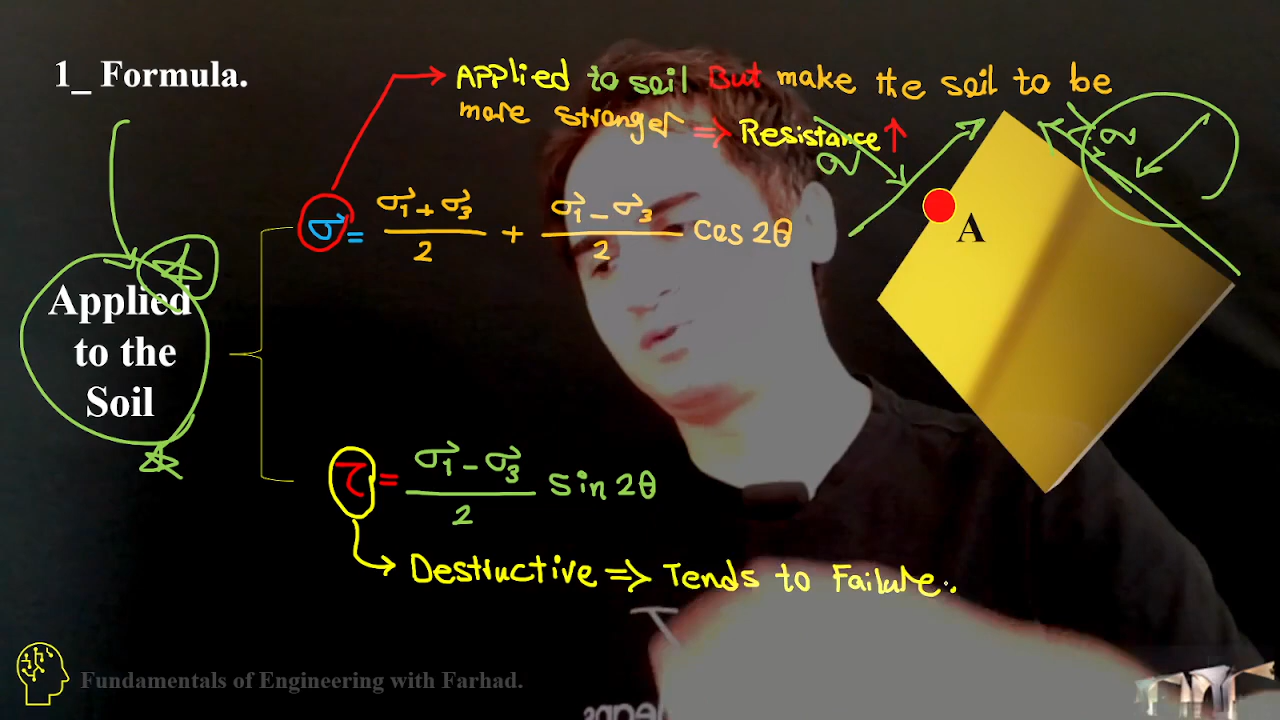 1_ Formula.
Applied to soil But make the soil to be
more stronger ⇒ Resistance ↑
σ = σ1 + σ3 / 2 + σ1 - σ3 / 2 cos 2θ
σ
σ
A
Applied
to the
Soil
τ = σ1 - σ3 / 2 sin 2θ
Destructive ⇒ Tends to Failure.
Fundamentals of Engineering with Farhad.